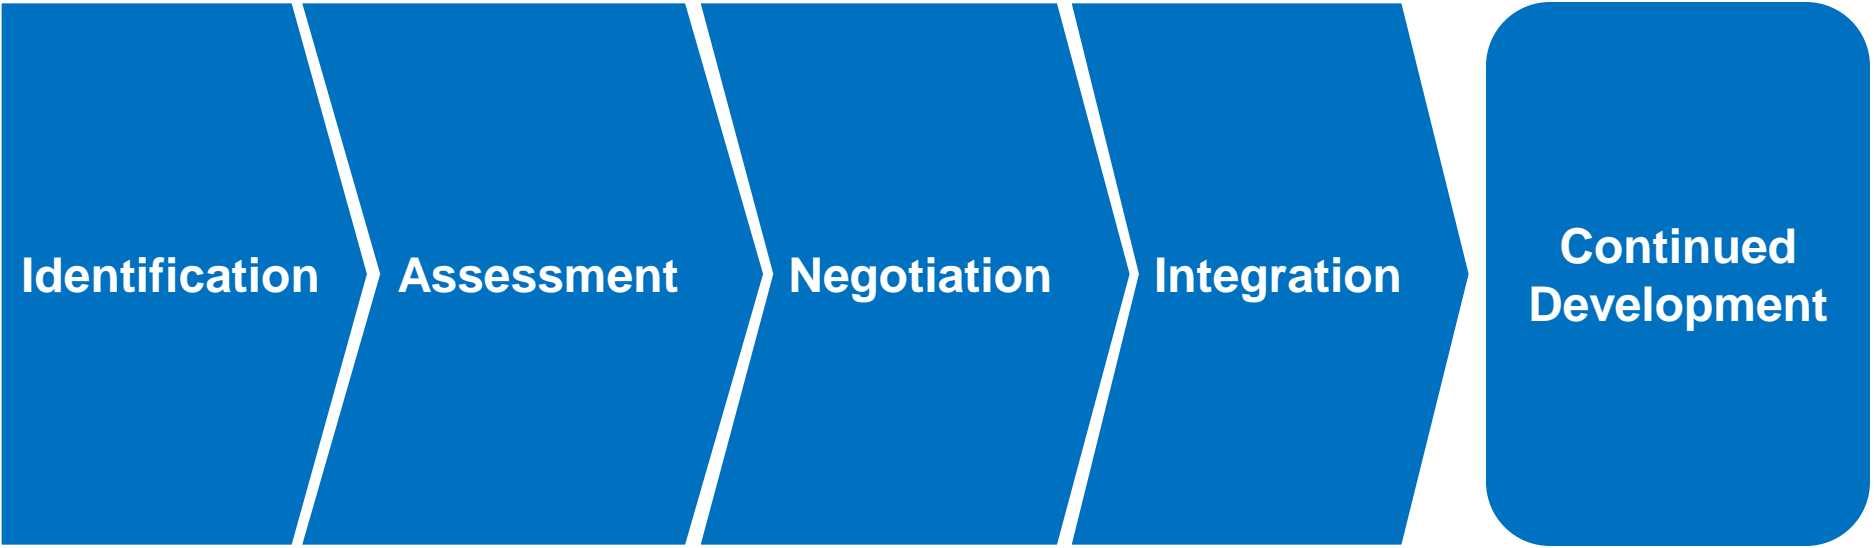 Identification
Assessment
Negotiation
Integration
Continued
Development